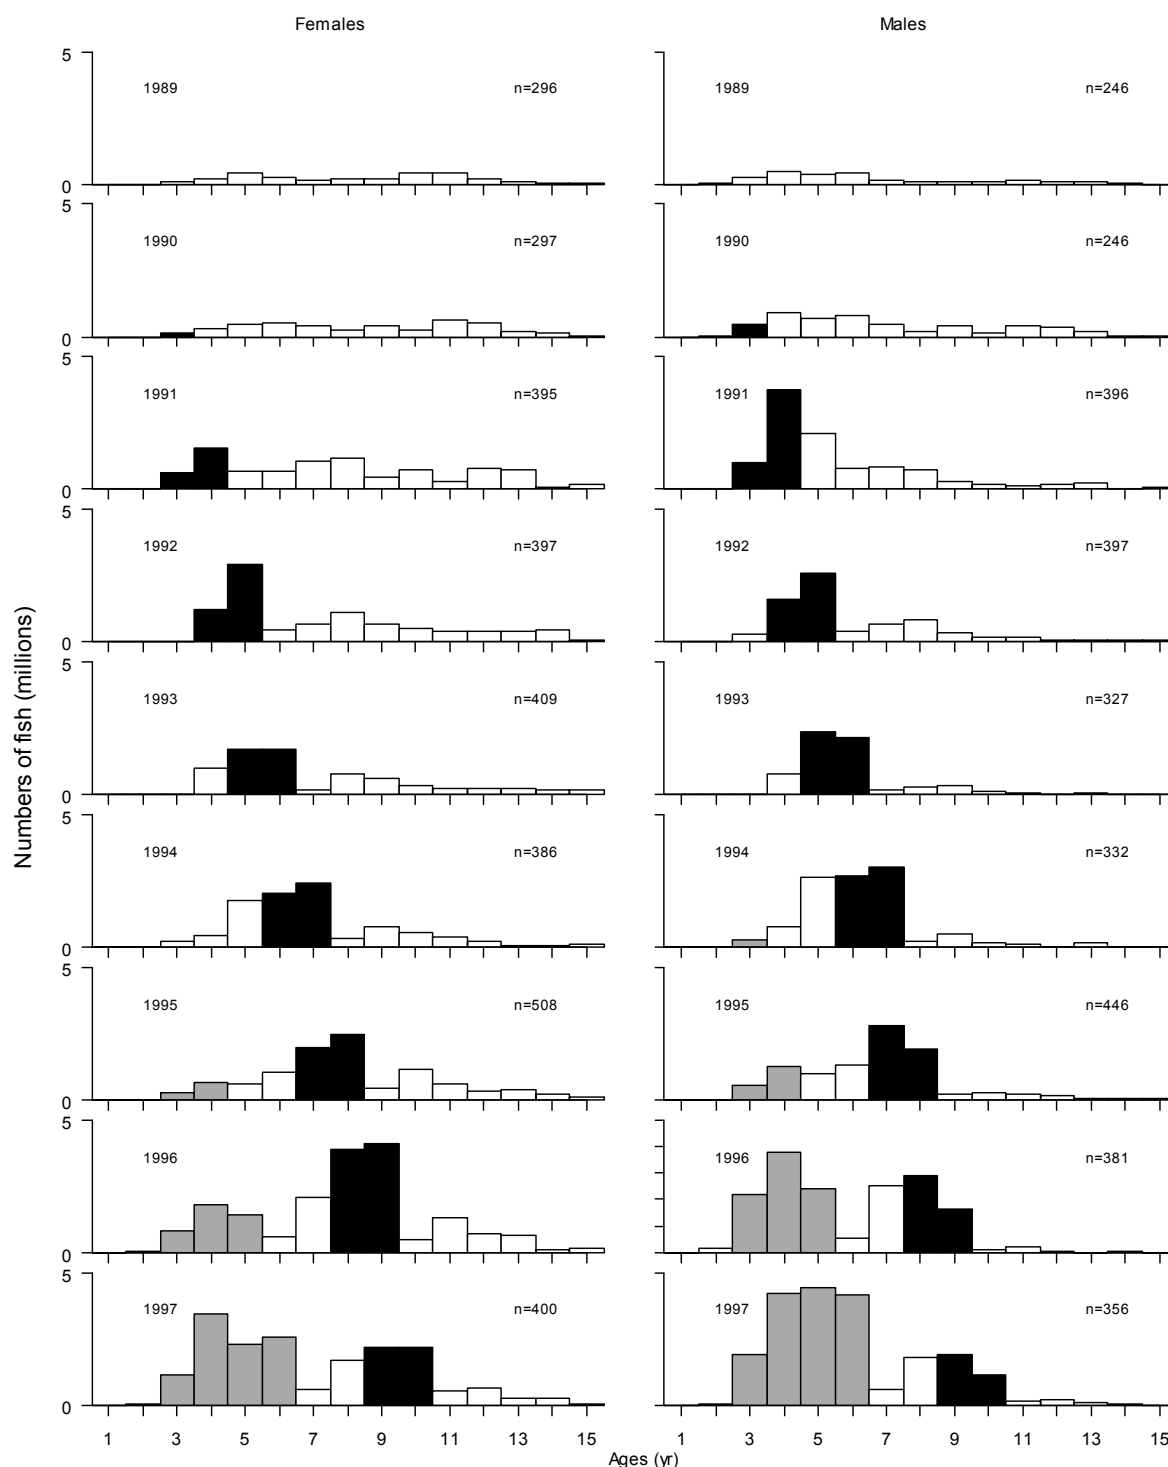 Females Males
5
1989 n=296 1989 n=246
0
5
1990 n=297 1990 n=246
0
5
1991 n=395 1991 n=396
0
5
1992 n=397 1992 n=397
0
5
1993 n=409 1993 n=327
0
5
1994 n=386 1994 n=332
0
5
1995 n=508 1995 n=446
0
5
1996 1996 n=381
0
5
1997 n=400 1997 n=356
0
1 3 5 7 9 11 13 15 1 3 5 7 9 11 13 15
Ages (yr)
Numbers of fish (millions)